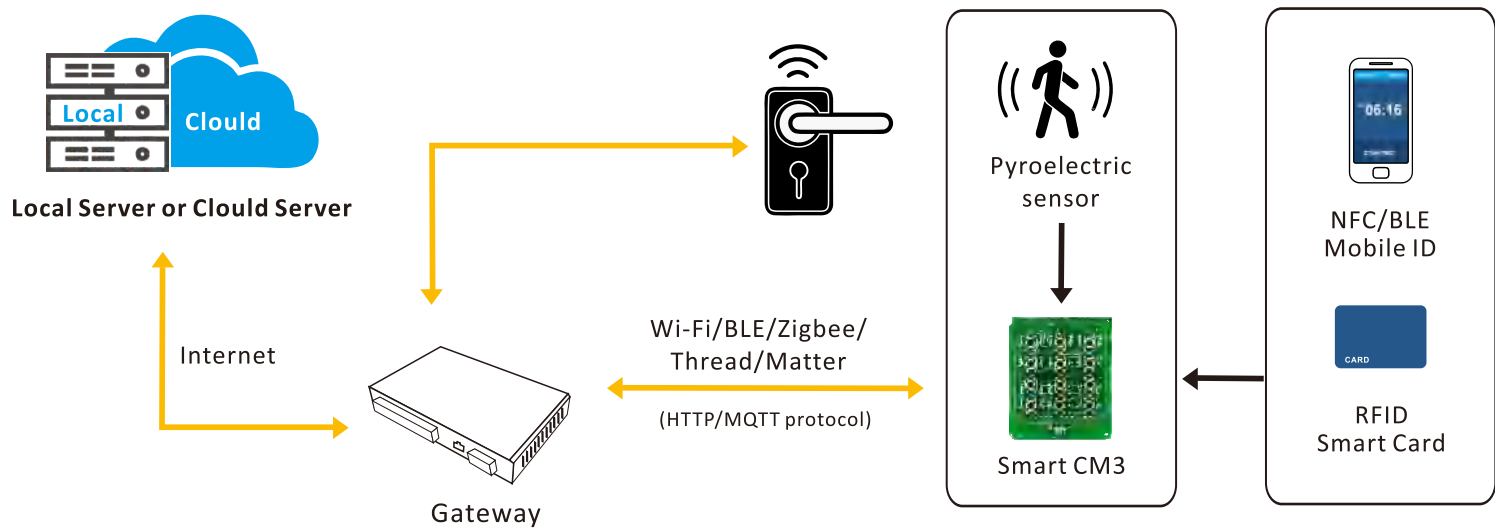 Local
Clould
Local Server or Clould Server
Internet
Gateway
Wi-Fi/BLE/Zigbee/
Thread/Matter
(HTTP/MQTT protocol)
Pyroelectric
sensor
Smart CM3
06:16
NFC/BLE
Mobile ID
CARD
RFID
Smart Card